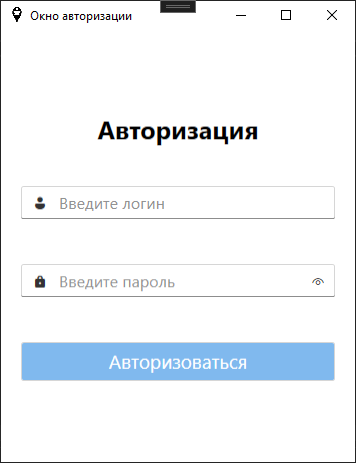 Окно авторизации
Авторизация
Введите логин
Введите пароль
Авторизоваться